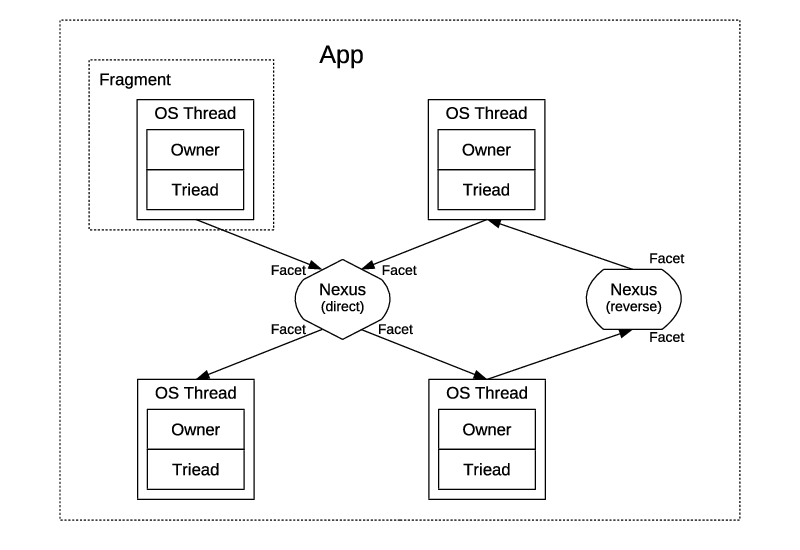 App
Fragment
OS Thread
Owner
Triead
OS Thread
Owner
Triead
Facet
Facet
Nexus
(direct)
Facet
Facet
Facet
Nexus
(reverse)
Facet
OS Thread
Owner
Triead
OS Thread
Owner
Triead